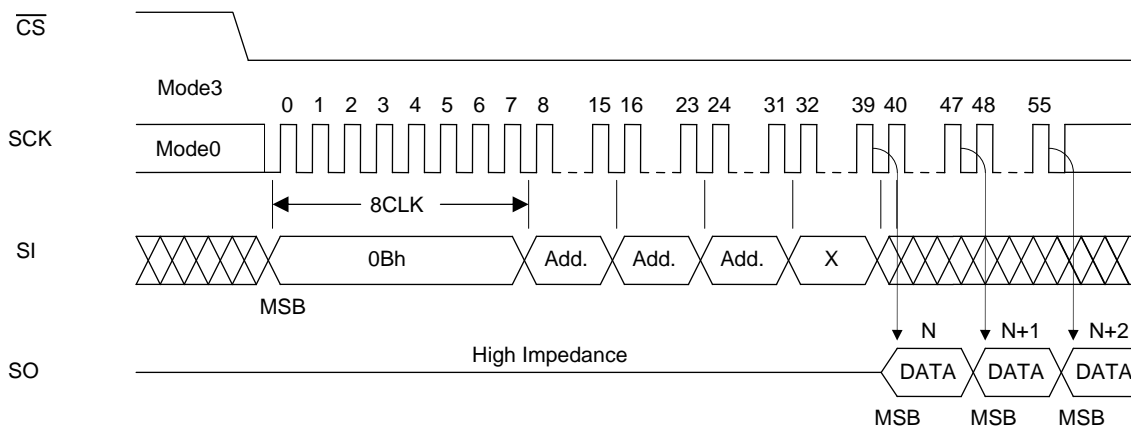 CS
Mode3
0 1 2 3 4 5 6 7 8 15 16 23 24 31 32 39 40 47 48 55
SCK
Mode0
8CLK
SI
0Bh Add. Add. Add. X
MSB
N N+1 N+2
High Impedance
SO
DATA DATA DATA
MSB MSB MSB